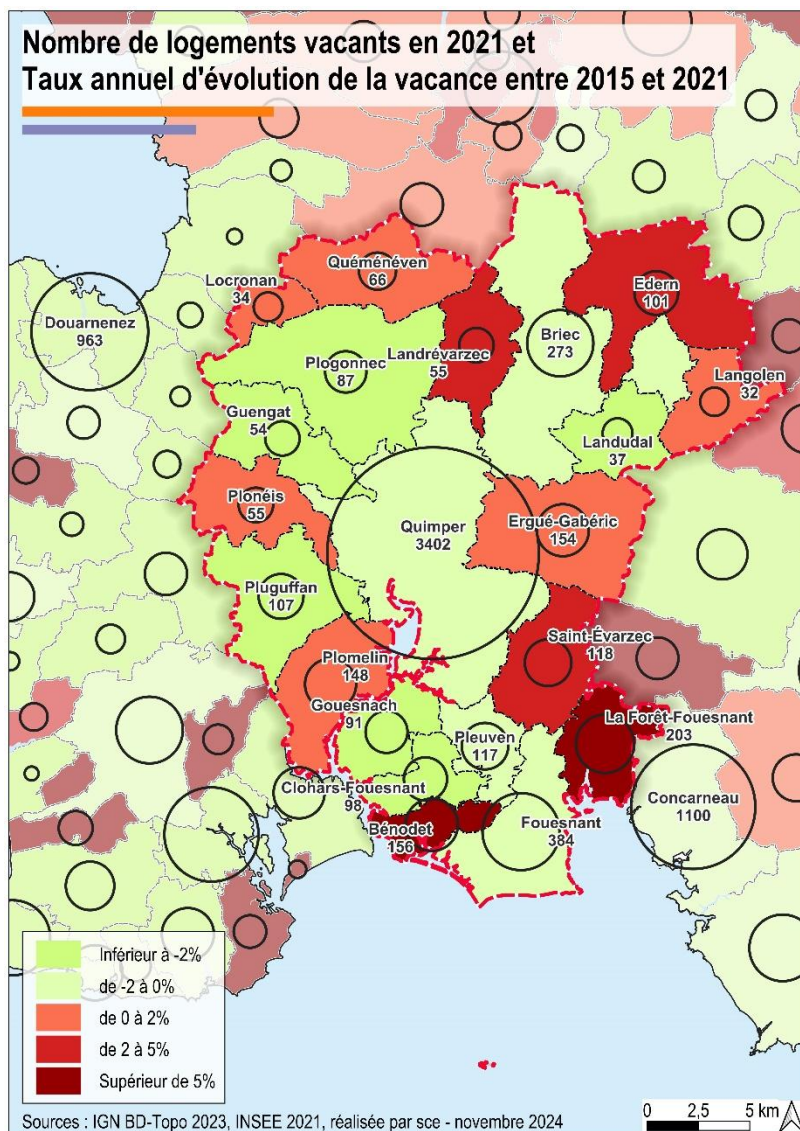 Nombre de logements vacants en 2021 et
Taux annuel d'évolution de la vacance entre 2015 et 2021
Quéménéven
66
Locronan
34
Edern
101
Douarnenez
963
Briec
273
Plogonnec
87
Landrévarzec
55
Langolen
32
Guengat
54
Landudal
37
Plonéis
55
Quimper
3402
Ergué-Gabéric
154
Pluguffan
107
Saint-Évarzec
118
Plomelin
148
Gouesnach
91
La Forêt-Fouesnant
203
Pleuven
117
Clohars-Fouesnant
98
Concarneau
1100
Bénodet
156
Fouesnant
384
Inférieur à -2%
de -2 à 0%
de 0 à 2%
de 2 à 5%
Supérieur de 5%
0 2,5 5 km
Sources : IGN BD-Topo 2023, INSEE 2021, réalisée par sce - novembre 2024